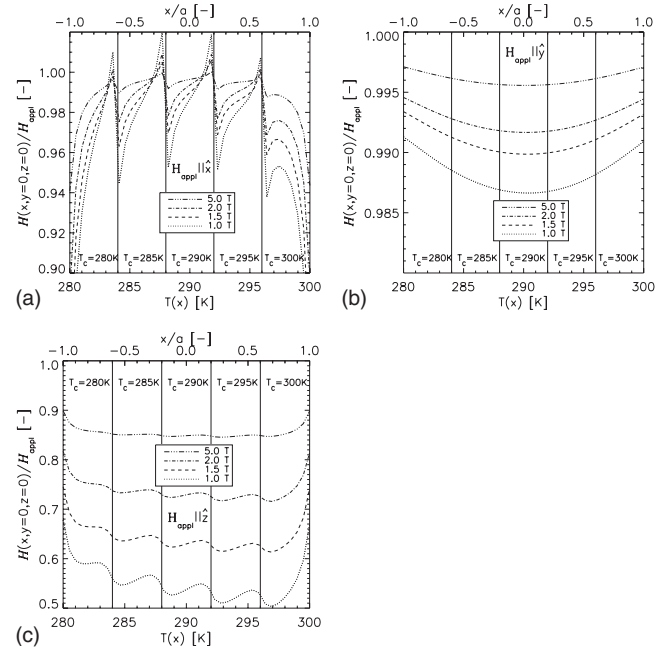 x/a [-]
-1.0 -0.5 0.0 0.5 1.0
H(x,y=0,z=0)/H_appl [-]
1.00
0.98
0.96
0.94
0.92
0.90
H_appl||x̂
5.0 T
2.0 T
1.5 T
1.0 T
T_c=280K T_c=285K T_c=290K T_c=295K T_c=300K
280 285 290 295 300
T(x) [K]
(a)
x/a [-]
-1.0 -0.5 0.0 0.5 1.0
H(x,y=0,z=0)/H_appl [-]
1.000
0.995
0.990
0.985
H_appl||ŷ
5.0 T
2.0 T
1.5 T
1.0 T
T_c=280K T_c=285K T_c=290K T_c=295K T_c=300K
280 285 290 295 300
T(x) [K]
(b)
x/a [-]
-1.0 -0.5 0.0 0.5 1.0
H(x,y=0,z=0)/H_appl [-]
1.0
0.9
0.8
0.7
0.6
0.5
T_c=280K T_c=285K T_c=290K T_c=295K T_c=300K
5.0 T
2.0 T
1.5 T
1.0 T
H_appl||ẑ
280 285 290 295 300
T(x) [K]
(c)